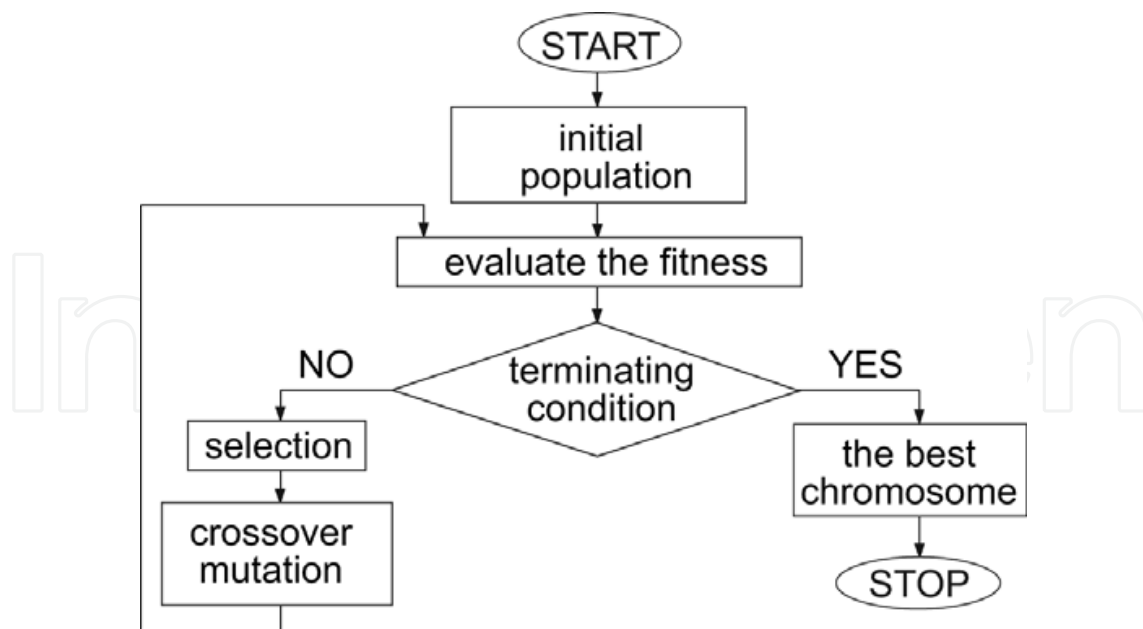 START
initial
population
evaluate the fitness
NO
terminating
condition
YES
selection
the best
chromosome
crossover
mutation
STOP